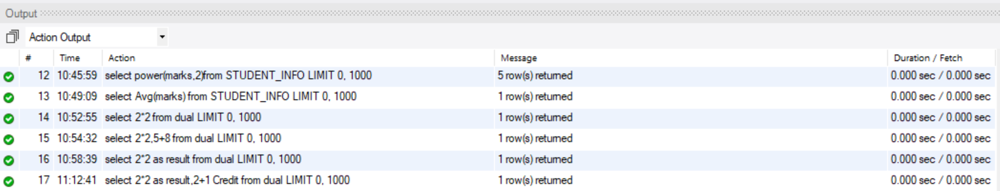 Output
Action Output
# Time Action Message Duration / Fetch
12 10:45:59 select power(marks,2)from STUDENT_INFO LIMIT 0, 1000 5 row(s) returned 0.000 sec / 0.000 sec
13 10:49:09 select Avg(marks) from STUDENT_INFO LIMIT 0, 1000 1 row(s) returned 0.000 sec / 0.000 sec
14 10:52:55 select 2*2 from dual LIMIT 0, 1000 1 row(s) returned 0.000 sec / 0.000 sec
15 10:54:32 select 2*2,5+8 from dual LIMIT 0, 1000 1 row(s) returned 0.000 sec / 0.000 sec
16 10:58:39 select 2*2 as result from dual LIMIT 0, 1000 1 row(s) returned 0.000 sec / 0.000 sec
17 11:12:41 select 2*2 as result,2+1 Credit from dual LIMIT 0, 1000 1 row(s) returned 0.000 sec / 0.000 sec